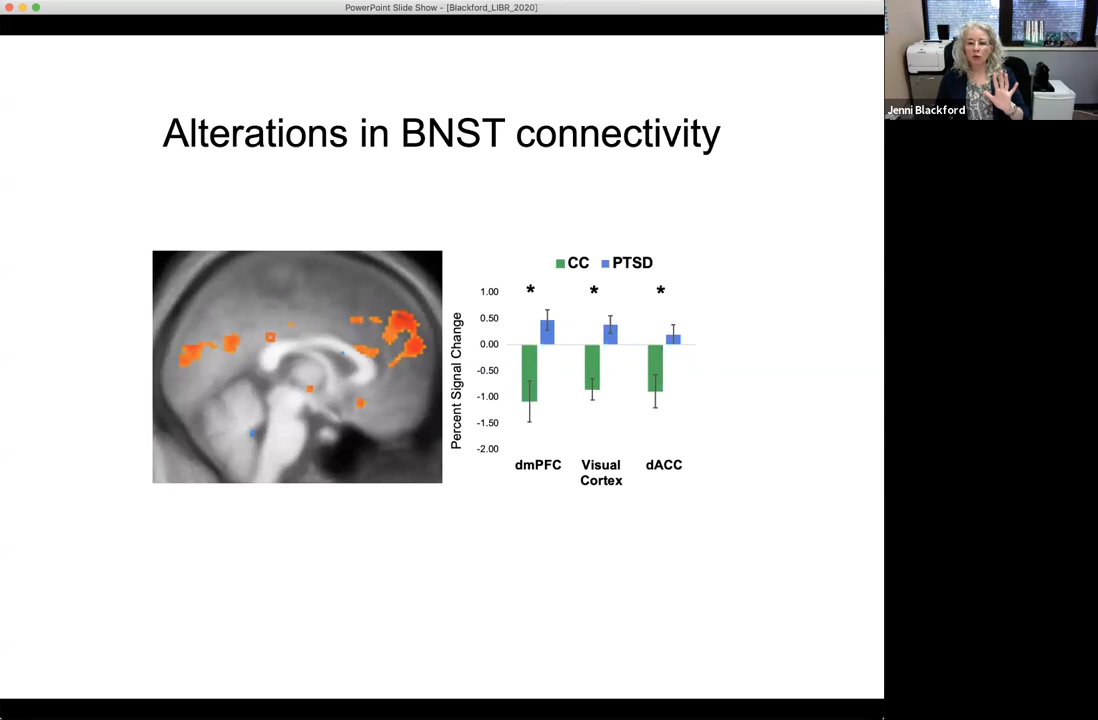 PowerPoint Slide Show - [Blackford_LIBR_2020]
Jenni Blackford
Alterations in BNST connectivity
CC PTSD
* * *
Percent Signal Change
1.00
0.50
0.00
-0.50
-1.00
-1.50
-2.00
dmPFC Visual Cortex dACC